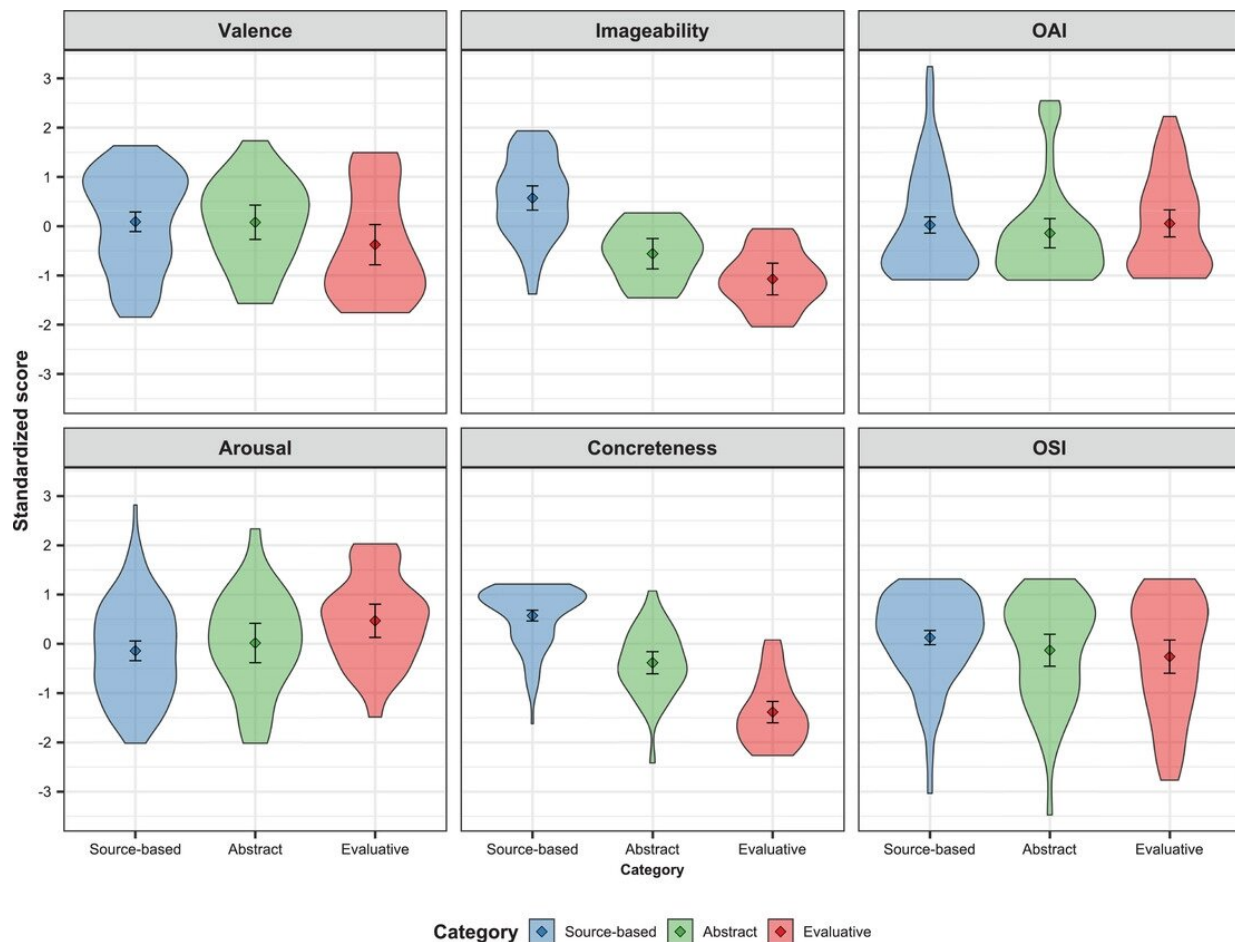 Valence Imageability OAI
3
2
1
0
-1
-2
-3
Standardized score
Arousal Concreteness OSI
3
2
1
0
-1
-2
-3
Source-based Abstract Evaluative Source-based Abstract Evaluative Source-based Abstract Evaluative
Category
Category Source-based Abstract Evaluative